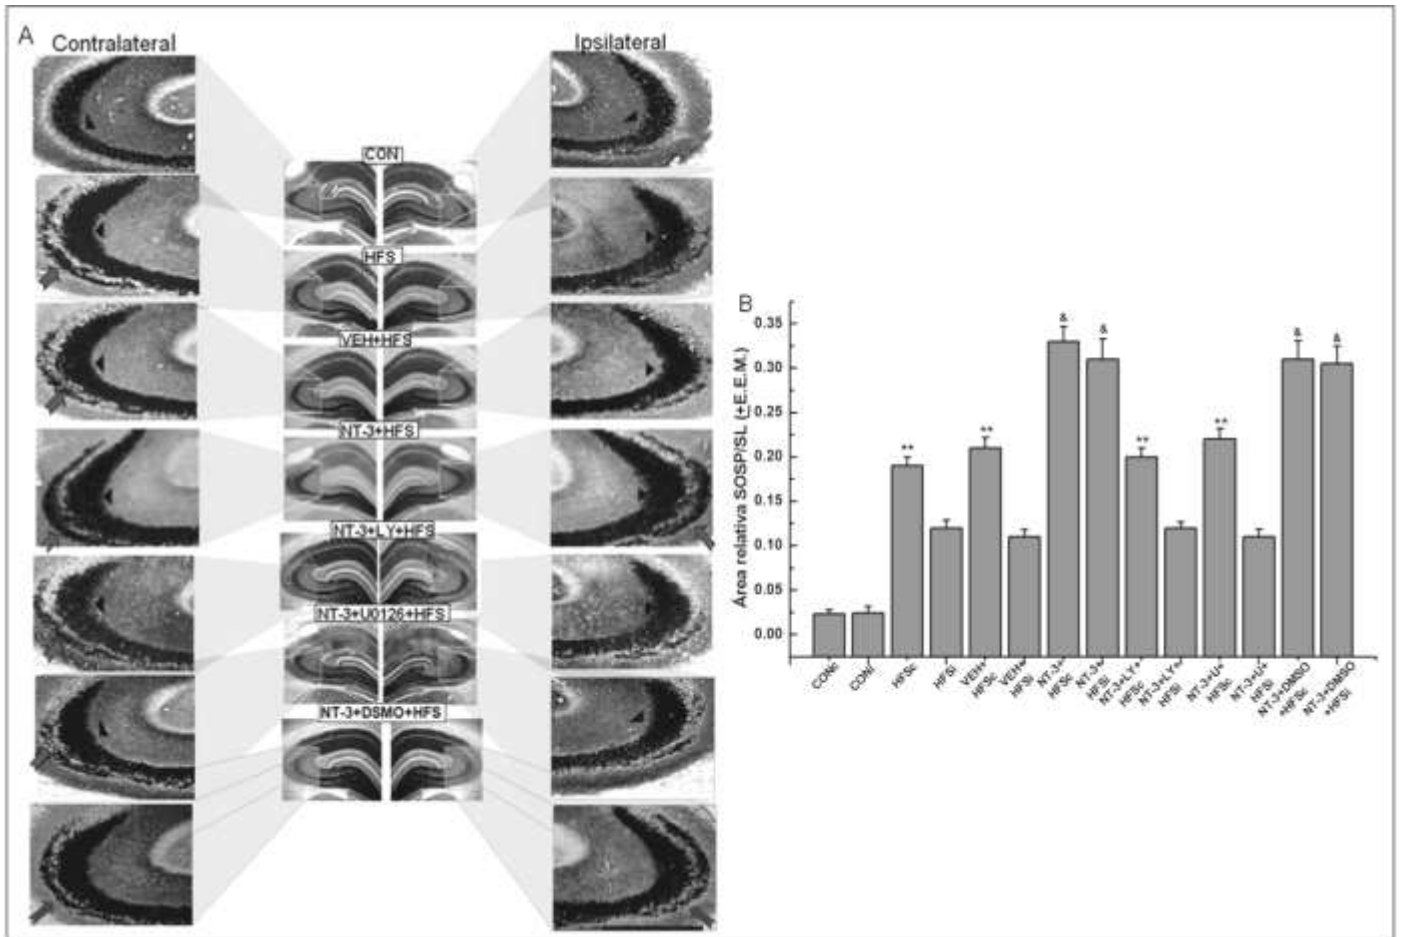 A
Contralateral
Ipsilateral
CON
HFS
VEH+HFS
NT-3+HFS
NT-3+LY+HFS
NT-3+U0126+HFS
NT-3+DSMO+HFS
B
Área relativa SOSP/SL (±E.E.M.)
0.35
0.30
0.25
0.20
0.15
0.10
0.05
0.00
**
**
&
&
**
**
&
&
CONc
CONi
HFSc
HFSi
VEH+
HFSc
VEH+
HFSi
NT-3+
HFSc
NT-3+
HFSi
NT-3+LY+
HFSc
NT-3+LY+
HFSi
NT-3+U+
HFSc
NT-3+U+
HFSi
NT-3+DMSO
+HFSc
NT-3+DMSO
+HFSi